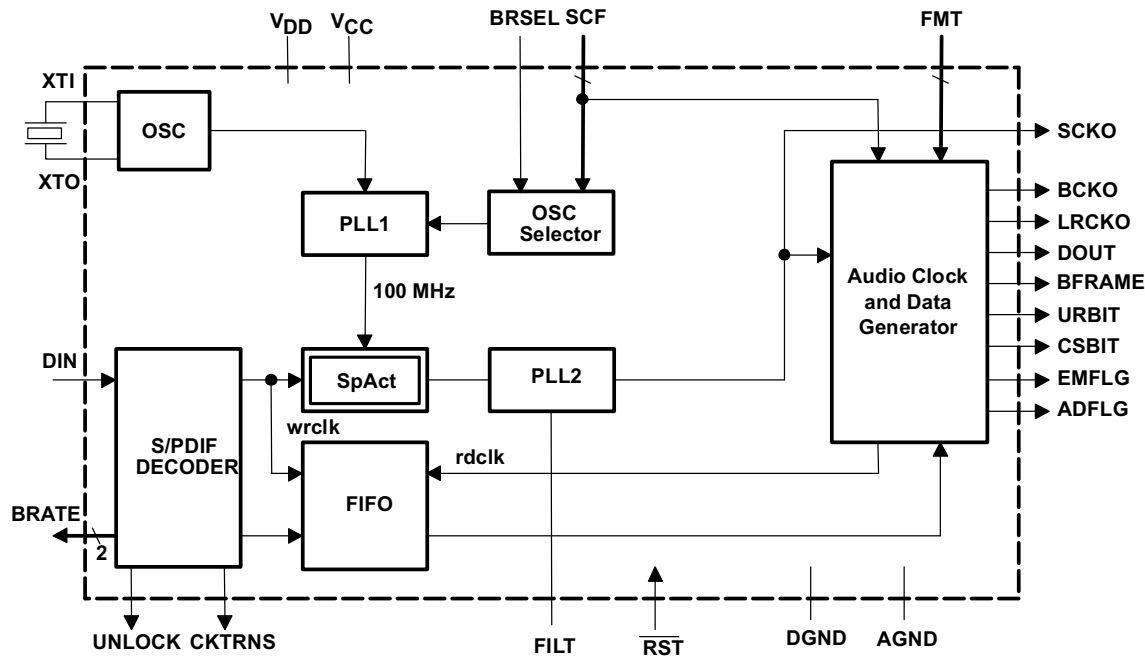 VDD VCC BRSEL SCF FMT
XTI
OSC
XTO
SCKO
PLL1
OSC
Selector
BCKO
LRCKO
DOUT
BFRAME
URBIT
CSBIT
EMFLG
ADFLG
Audio Clock
and Data
Generator
100 MHz
DIN
SpAct
PLL2
wrclk
S/PDIF
DECODER
rdclk
FIFO
BRATE
2
UNLOCK CKTRNS FILT RST DGND AGND